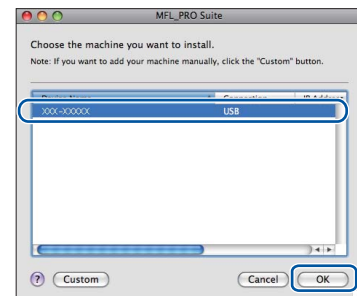 MFL_PRO Suite
Choose the machine you want to install.
Note: If you want to add your machine manually, click the "Custom" button.
XXX-XXXXX USB
? Custom Cancel OK